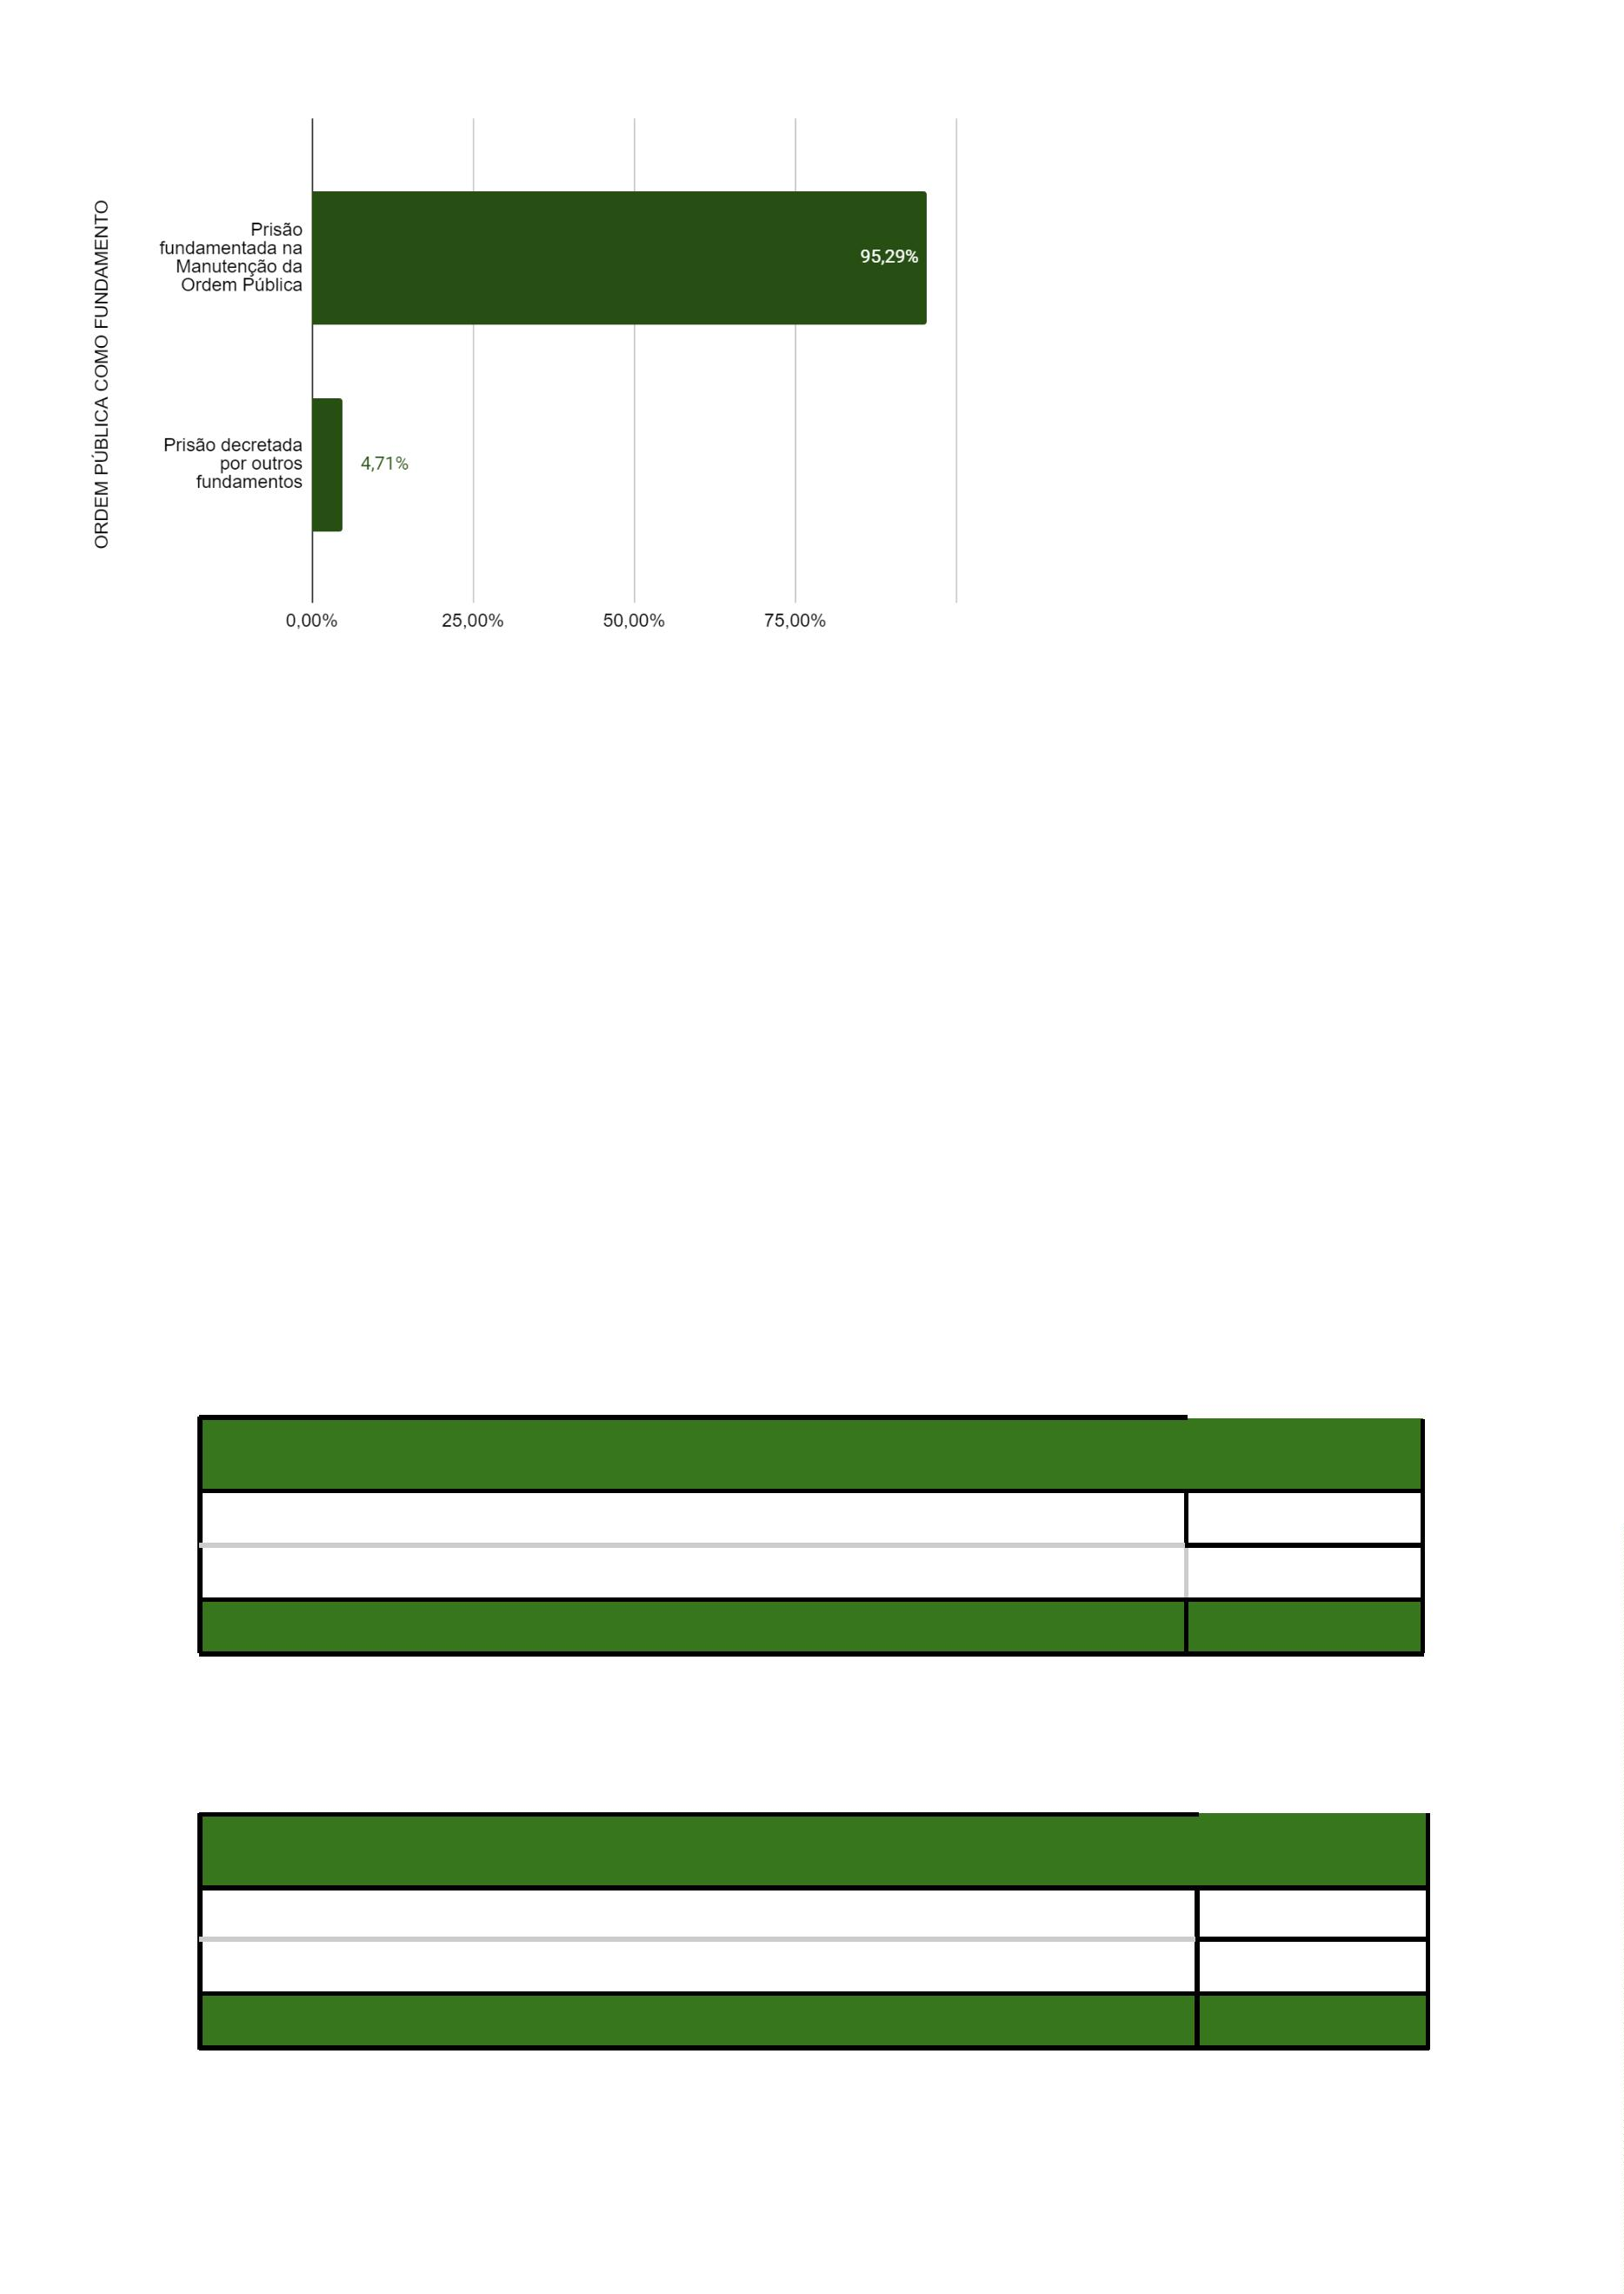 ORDEM PÚBLICA COMO FUNDAMENTO
Prisão
fundamentada na
Manutenção da
Ordem Pública
95,29%
Prisão decretada
por outros
fundamentos
4,71%
0,00%
25,00%
50,00%
75,00%